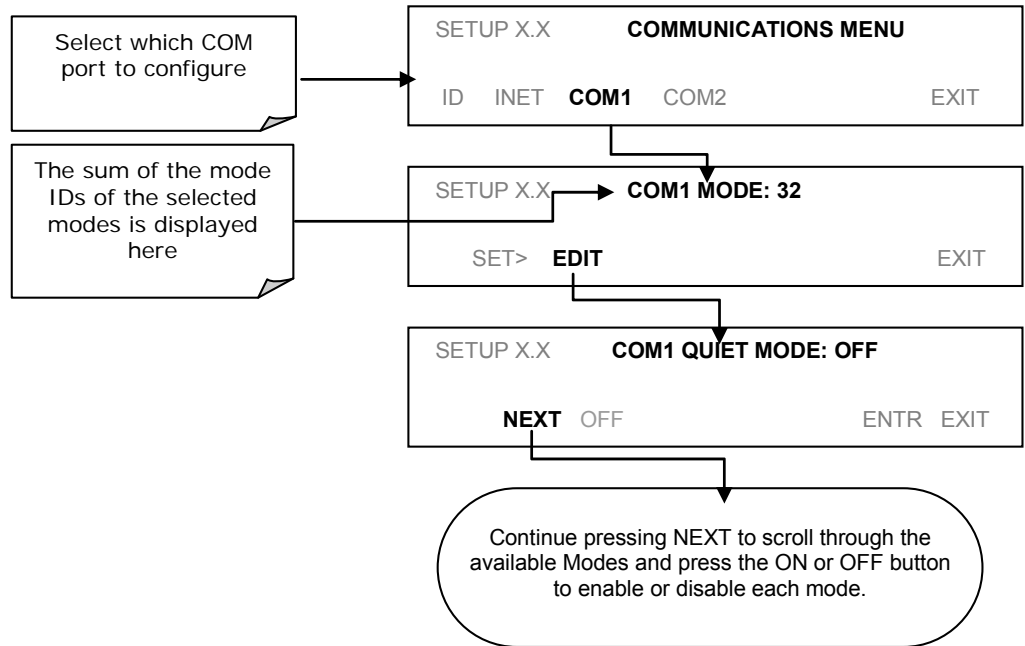 Select which COM
port to configure
SETUP X.X COMMUNICATIONS MENU
ID INET COM1 COM2 EXIT
The sum of the mode
IDs of the selected
modes is displayed
here
SETUP X.X COM1 MODE: 32
SET> EDIT EXIT
SETUP X.X COM1 QUIET MODE: OFF
NEXT OFF ENTR EXIT
Continue pressing NEXT to scroll through the
available Modes and press the ON or OFF button
to enable or disable each mode.